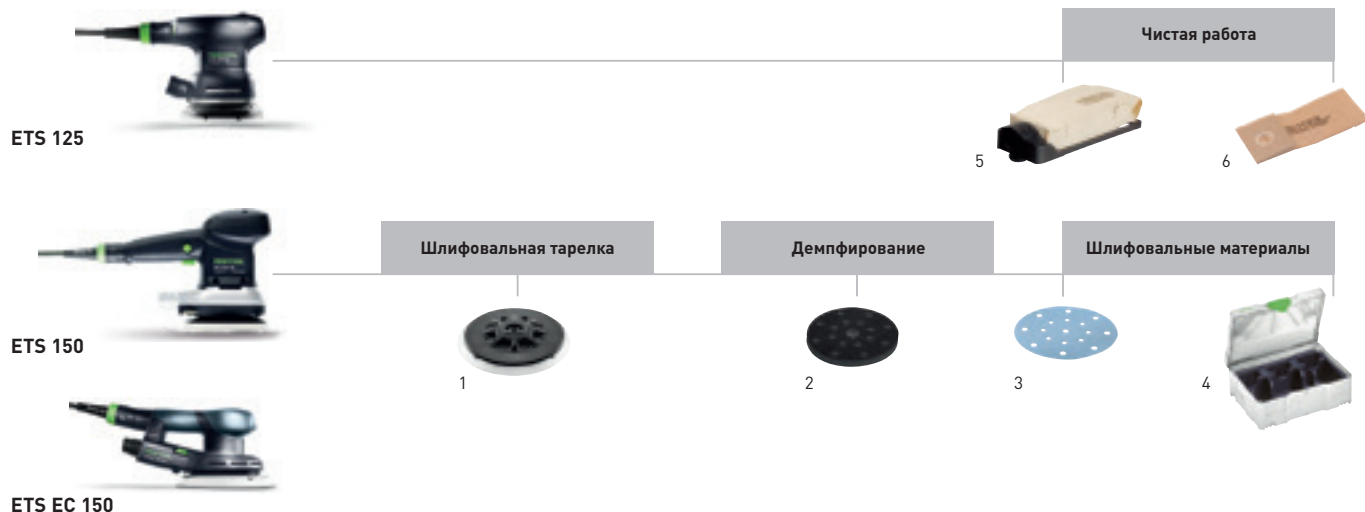 Чистая работа
ETS 125
5
6
Шлифовальная тарелка
Демпфирование
Шлифовальные материалы
ETS 150
1
2
3
4
ETS EC 150